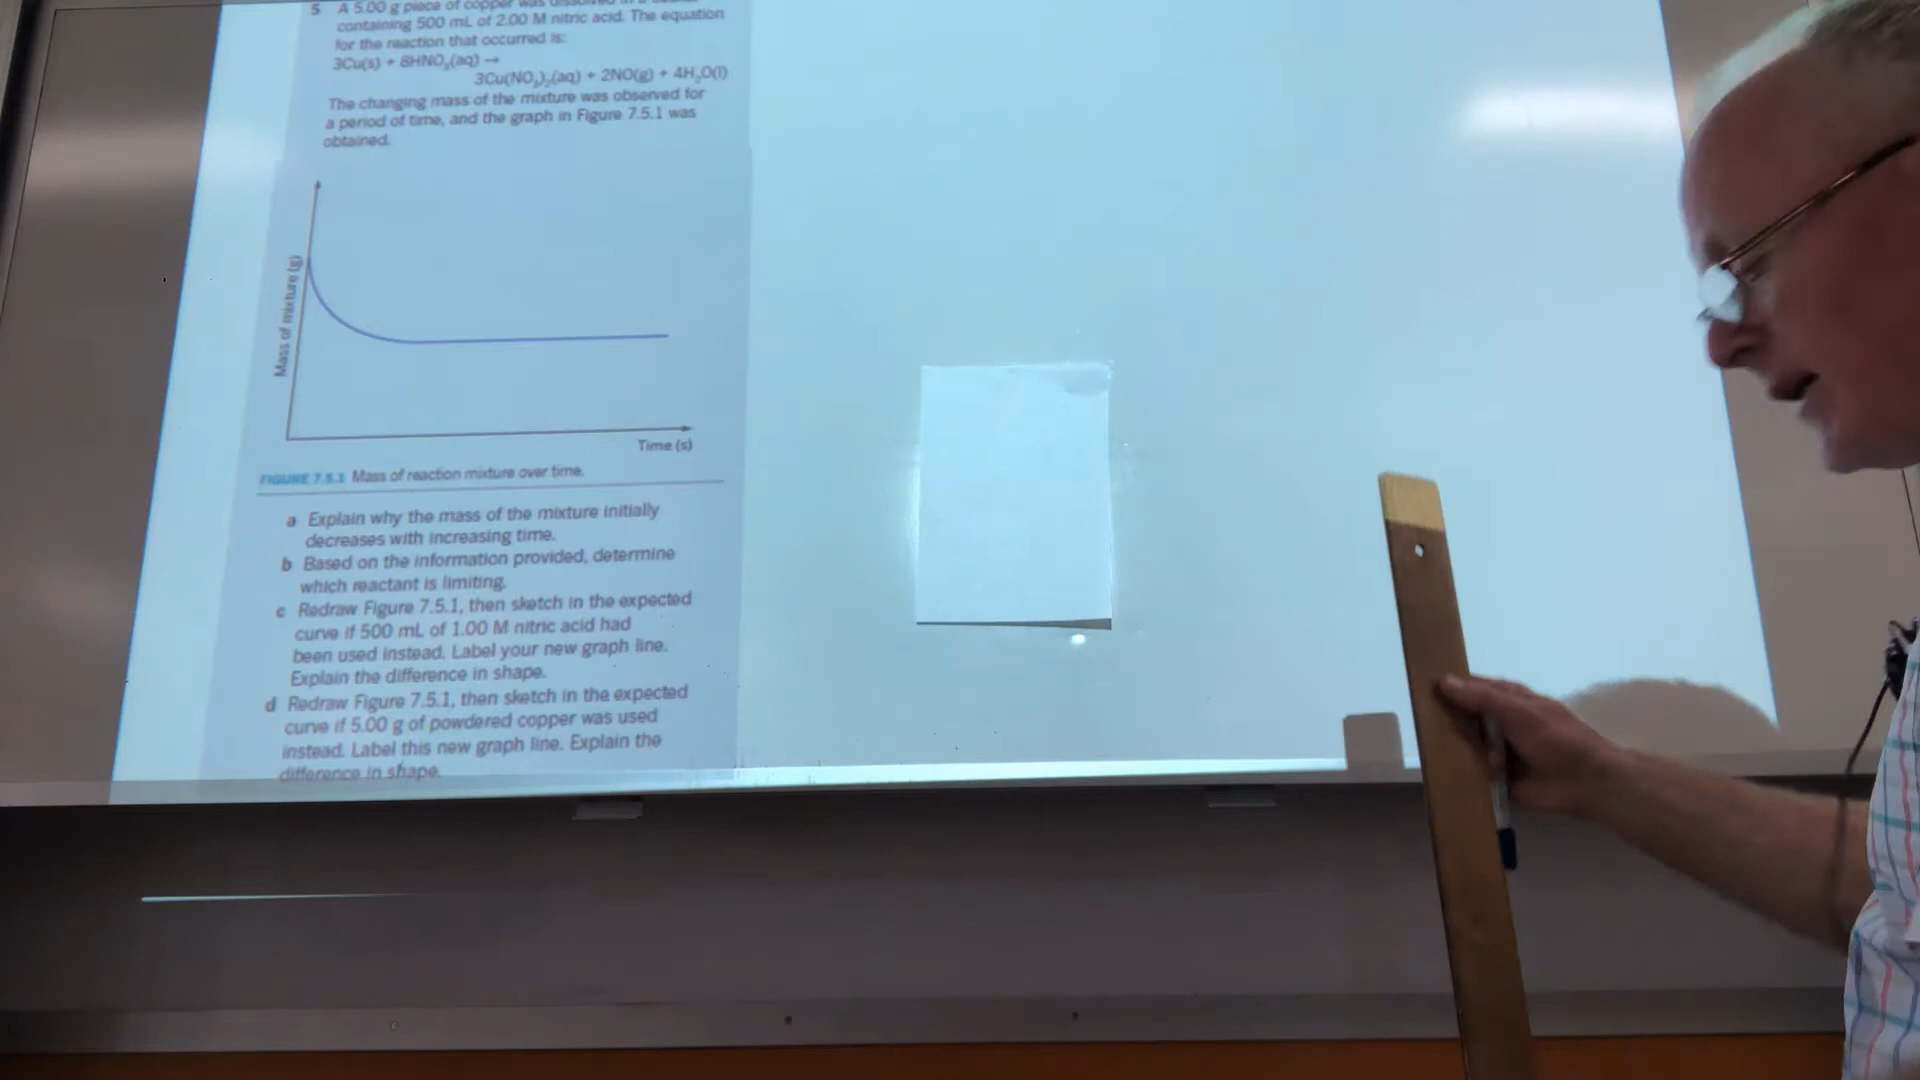 5 A 5.00 g piece of copper was dissolved in a
containing 500 mL of 2.00 M nitric acid. The equation
for the reaction that occurred is:
3Cu(s) + 8HNO₃(aq) →
3Cu(NO₃)₂(aq) + 2NO(g) + 4H₂O(l)
The changing mass of the mixture was observed for
a period of time, and the graph in Figure 7.5.1 was
obtained.
Mass of mixture (g)
Time (s)
FIGURE 7.5.1 Mass of reaction mixture over time.
a Explain why the mass of the mixture initially
decreases with increasing time.
b Based on the information provided, determine
which reactant is limiting.
c Redraw Figure 7.5.1, then sketch in the expected
curve if 500 mL of 1.00 M nitric acid had
been used instead. Label your new graph line.
Explain the difference in shape.
d Redraw Figure 7.5.1, then sketch in the expected
curve if 5.00 g of powdered copper was used
instead. Label this new graph line. Explain the
difference in shape.